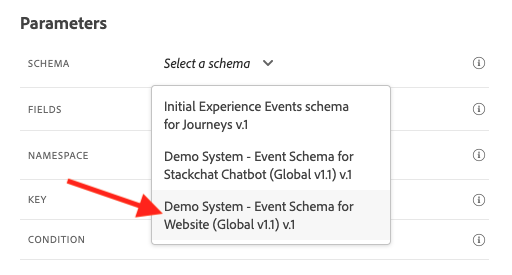 Parameters
SCHEMA Select a schema
Initial Experience Events schema
for Journeys v.1
FIELDS
Demo System - Event Schema for
Stackchat Chatbot (Global v1.1) v.1
NAMESPACE
Demo System - Event Schema for
Website (Global v1.1) v.1
KEY
CONDITION